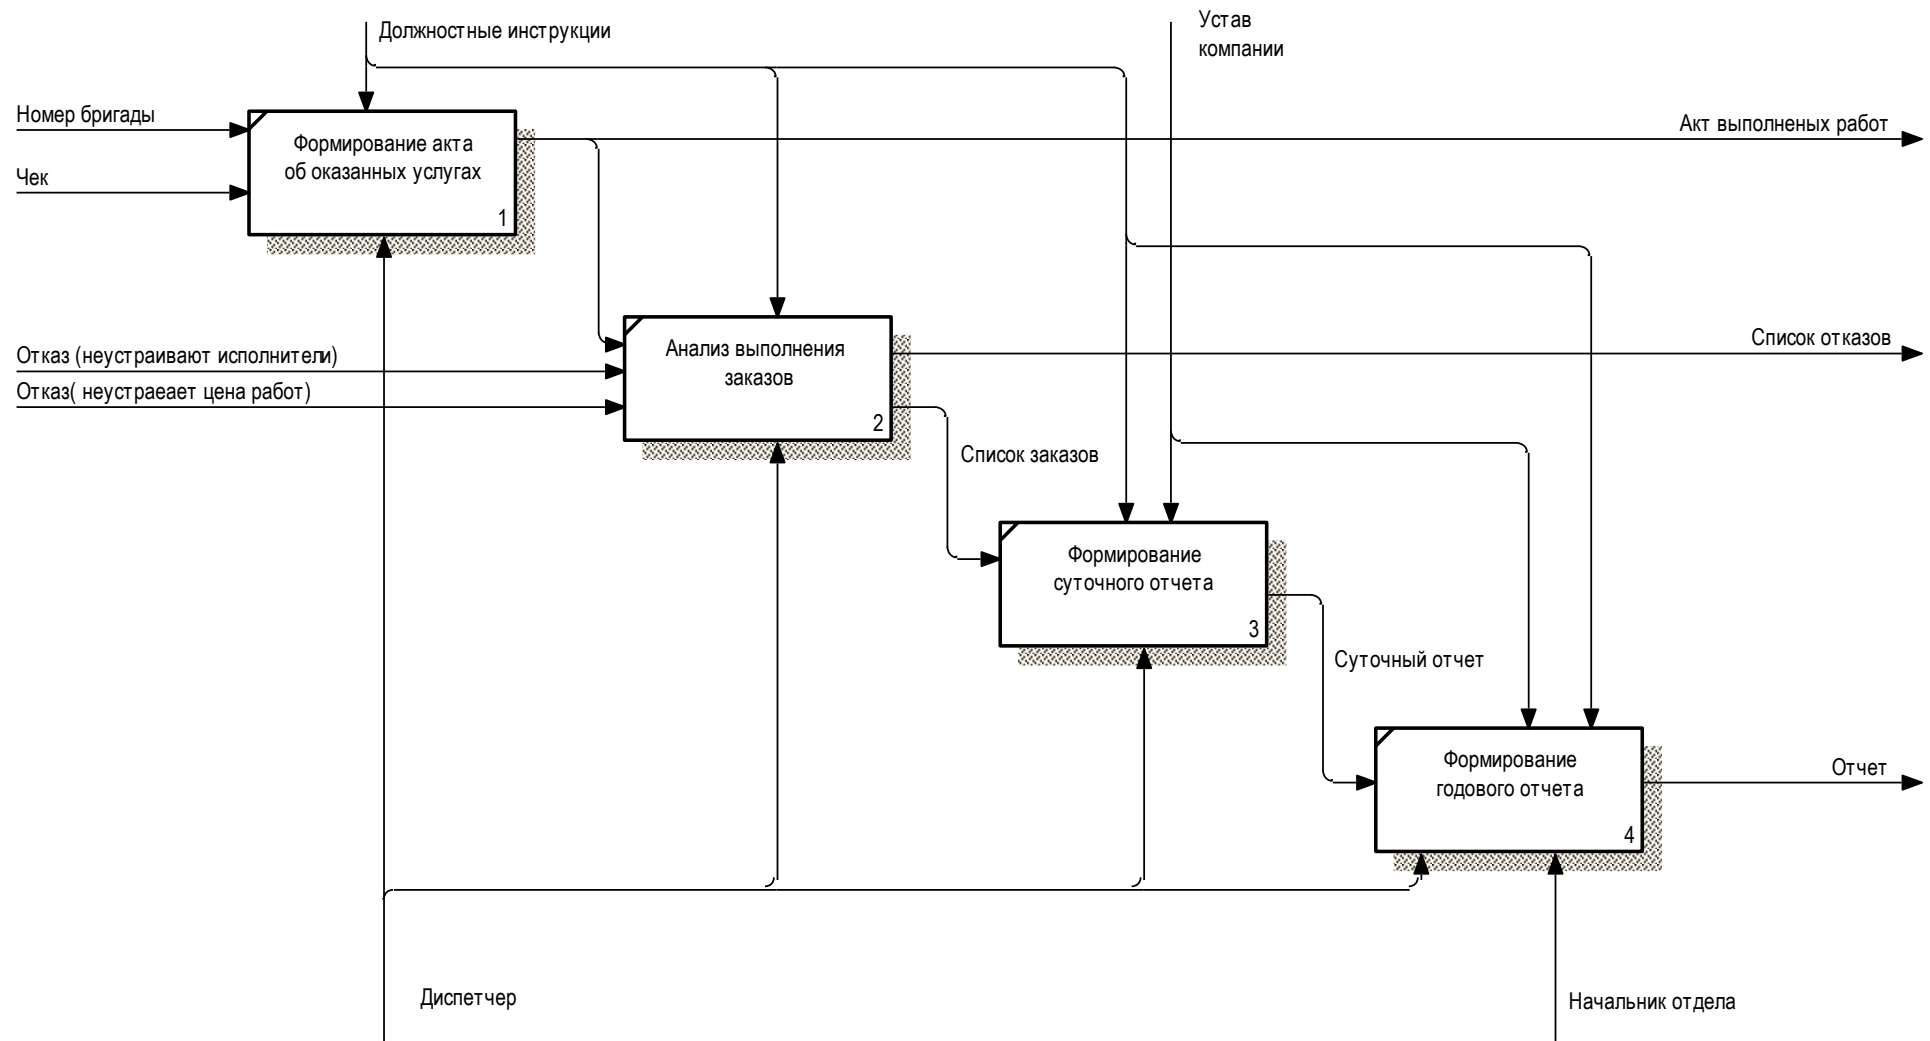 Должностные инструкции
Устав
компании
Номер бригады
Чек
Формирование акта
об оказанных услугах
1
Акт выполненых работ
Отказ (неустраивают исполнители)
Отказ( неустраеает цена работ)
Анализ выполнения
заказов
2
Список отказов
Список заказов
Формирование
суточного отчета
3
Суточный отчет
Формирование
годового отчета
4
Отчет
Диспетчер
Начальник отдела